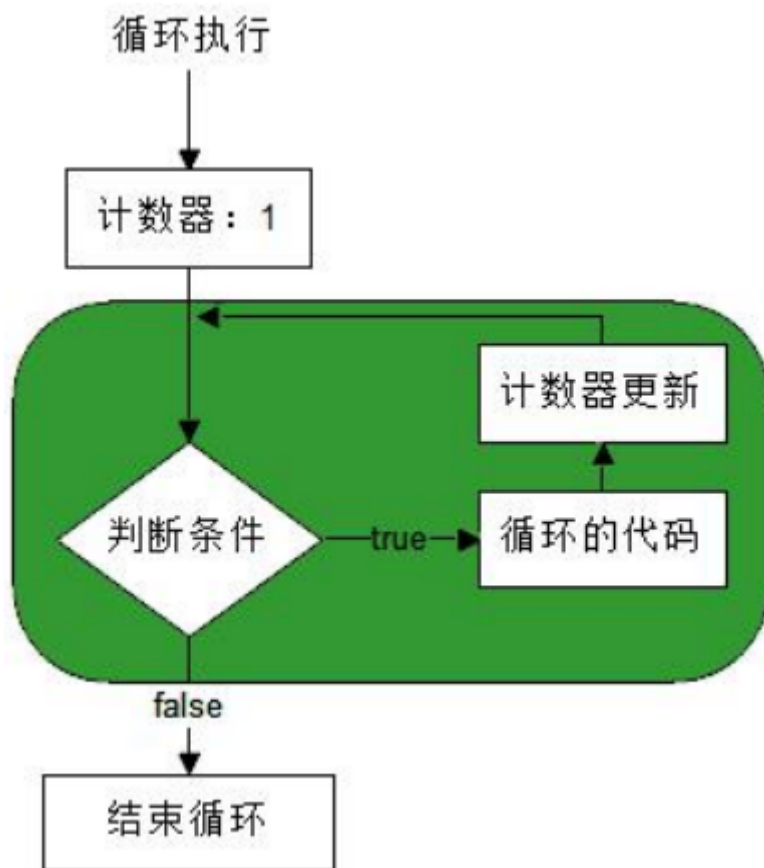 循环执行
计数器：1
计数器更新
判断条件
true
循环的代码
false
结束循环